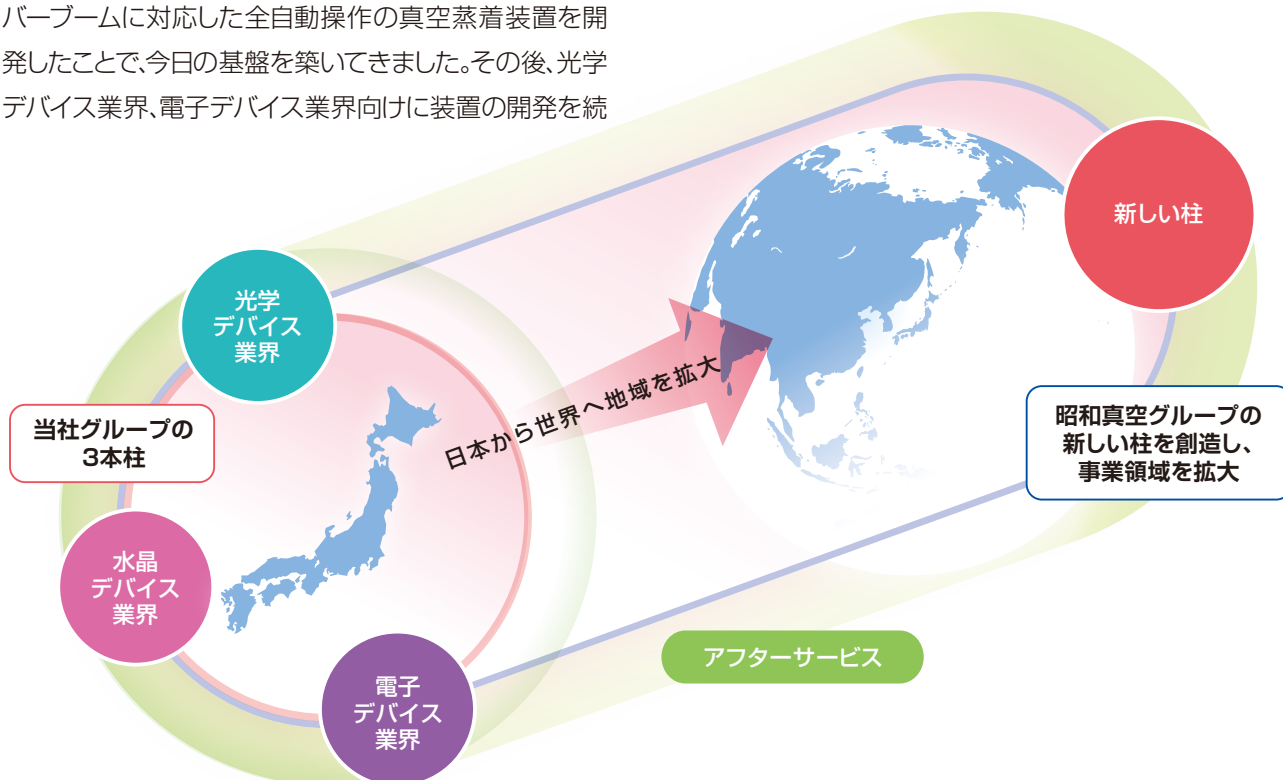 バーブームに対応した全自動操作の真空蒸着装置を開
発したことで、今日の基盤を築いてきました。その後、光学
デバイス業界、電子デバイス業界向けに装置の開発を続
新しい柱
光学
デバイス
業界
日本から世界へ地域を拡大
当社グループの
3本柱
昭和真空グループの
新しい柱を創造し、
事業領域を拡大
水晶
デバイス
業界
アフターサービス
電子
デバイス
業界